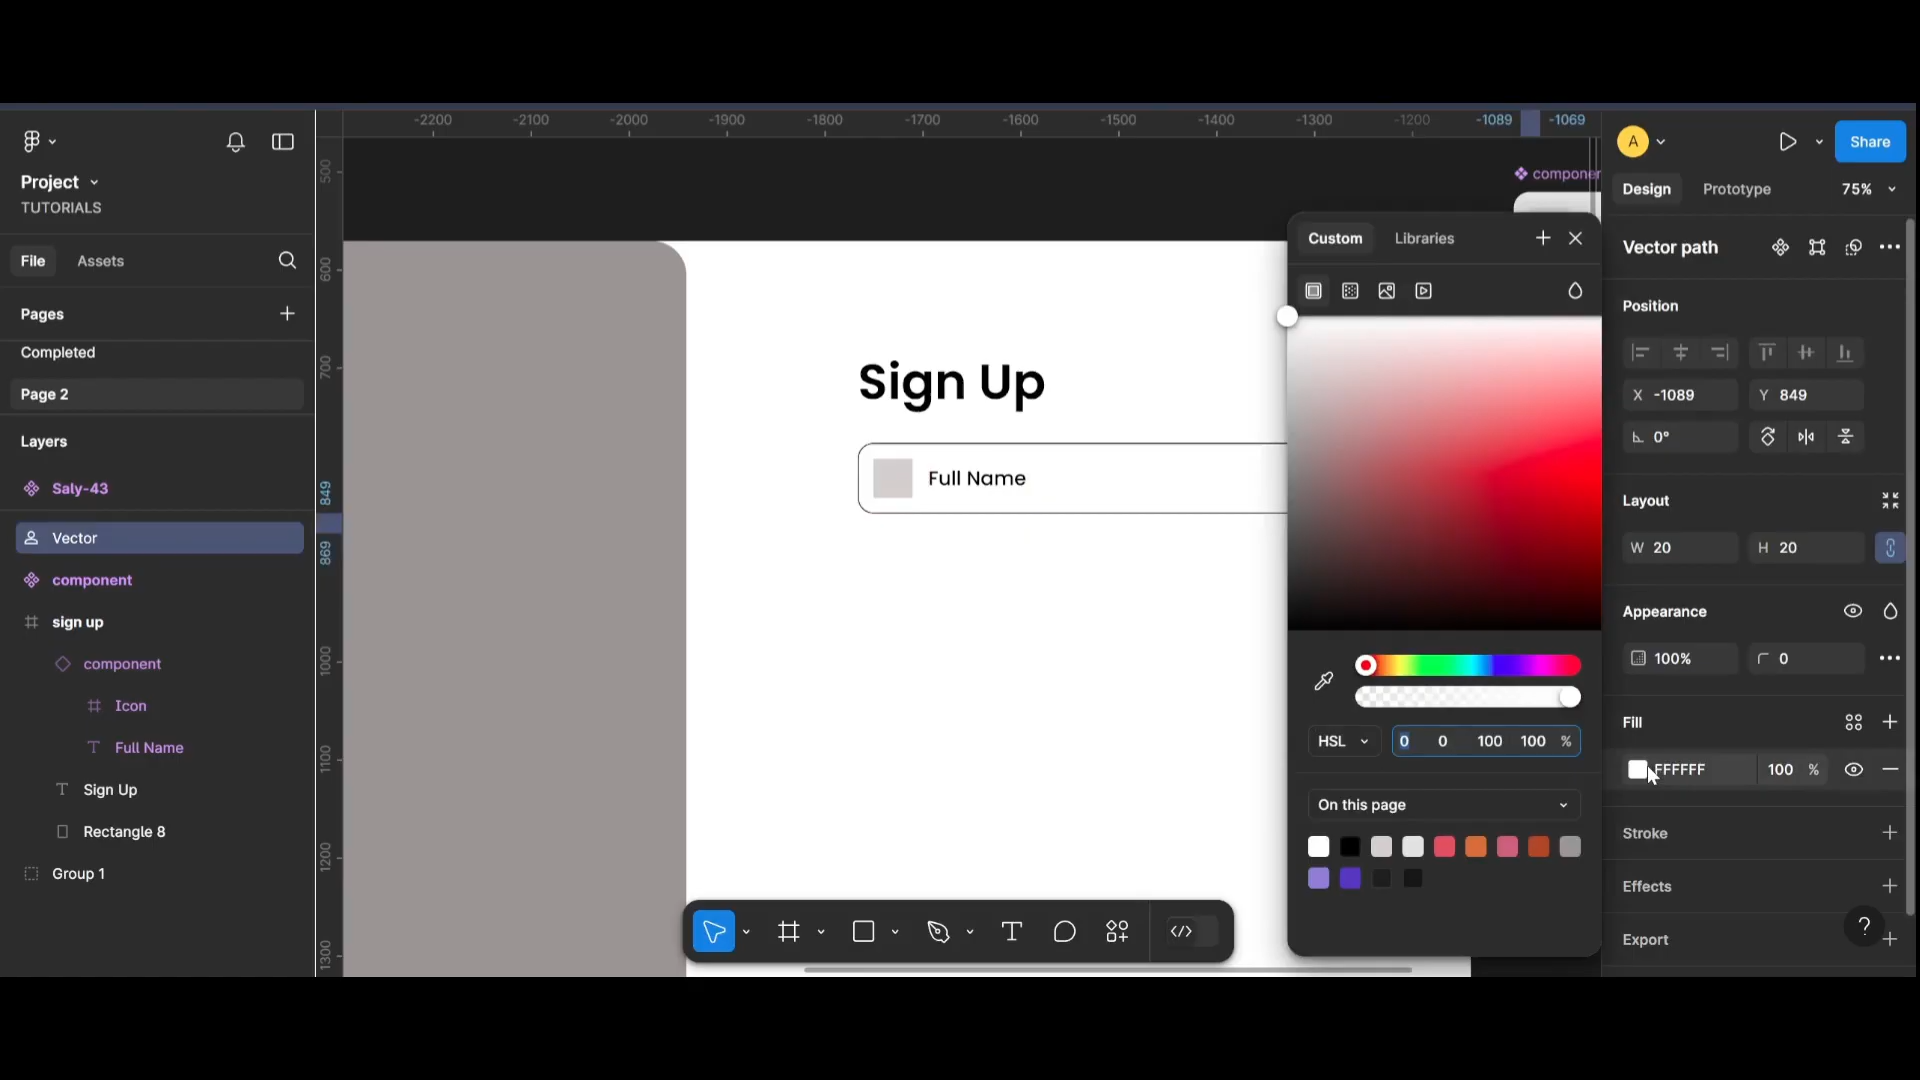 -2200 -2100 -2000 -1900 -1800 -1700 -1600 -1500 -1400 -1300 -1200 -1089 -1069
A
Share
Project
TUTORIALS
Design Prototype 75%
File Assets
Pages
Completed
Page 2
Layers
Saly-43
Vector
component
sign up
component
Icon
Full Name
Sign Up
Rectangle 8
Group 1
500
600
700
849
869
1000
1100
1200
1300
Sign Up
Full Name
componen
Custom Libraries
HSL 0 0 100 100 %
On this page
Vector path
Position
X -1089 Y 849
0°
Layout
W 20 H 20
Appearance
100% 0
Fill
FFFFFF 100 %
Stroke
Effects
Export
?